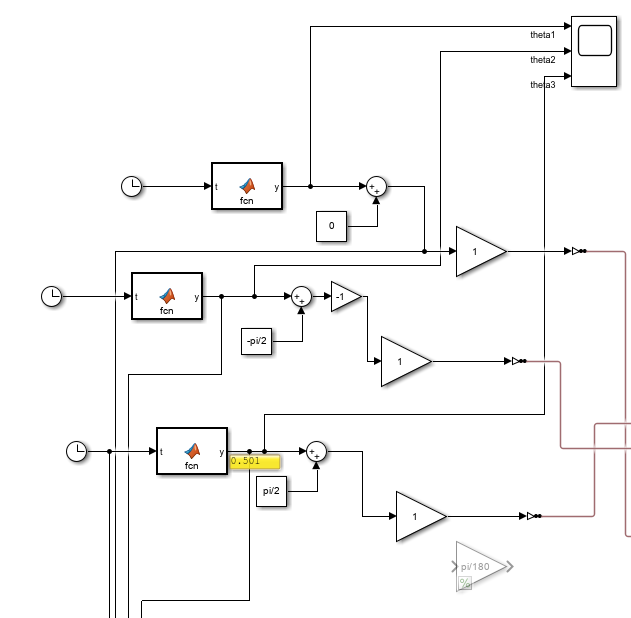 theta1
theta2
theta3
t
y
fcn
0
1
t
y
fcn
-1
-pi/2
1
t
y
fcn
0.501
pi/2
1
pi/180
%